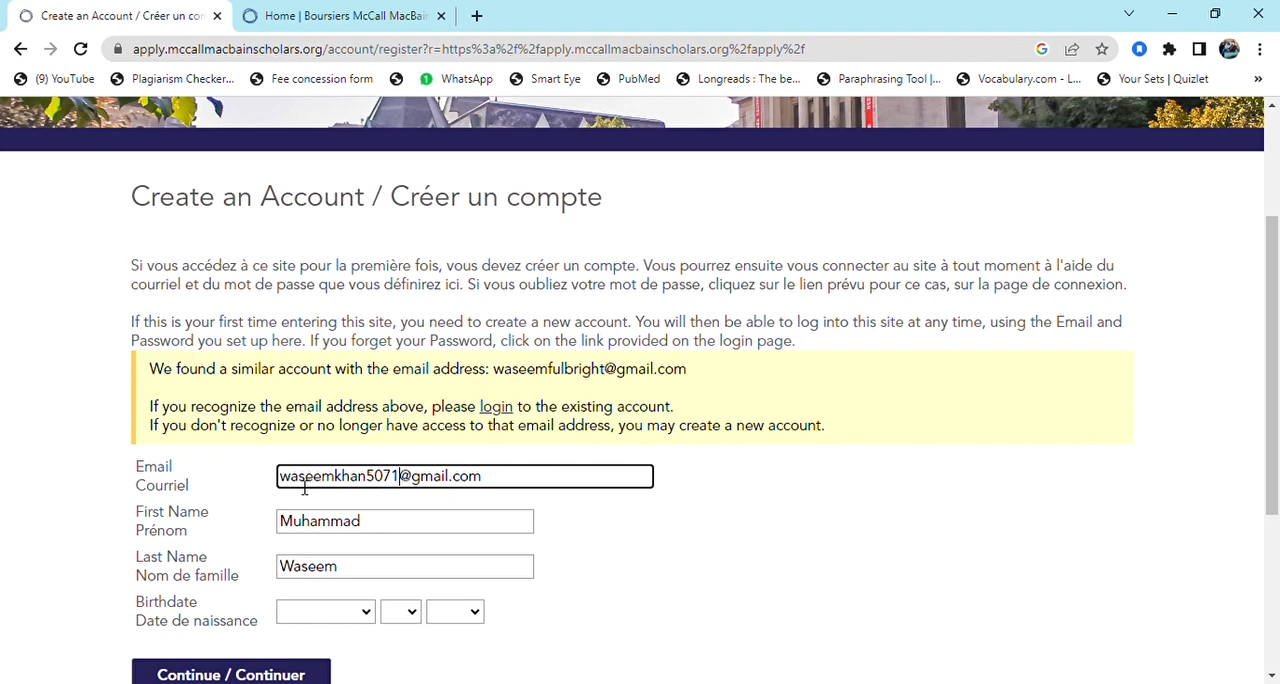 Create an Account / Créer un con
Home | Boursiers McCall MacBain
apply.mccallmacbainscholars.org/account/register?r=https%3a%2f%2fapply.mccallmacbainscholars.org%2fapply%2f
(9) YouTube Plagiarism Checker... Fee concession form WhatsApp Smart Eye PubMed Longreads : The be... Paraphrasing Tool |... Vocabulary.com - L... Your Sets | Quizlet »
Create an Account / Créer un compte
Si vous accédez à ce site pour la première fois, vous devez créer un compte. Vous pourrez ensuite vous connecter au site à tout moment à l'aide du
courriel et du mot de passe que vous définirez ici. Si vous oubliez votre mot de passe, cliquez sur le lien prévu pour ce cas, sur la page de connexion.
If this is your first time entering this site, you need to create a new account. You will then be able to log into this site at any time, using the Email and
Password you set up here. If you forget your Password, click on the link provided on the login page.
We found a similar account with the email address: waseemfulbright@gmail.com
If you recognize the email address above, please login to the existing account.
If you don't recognize or no longer have access to that email address, you may create a new account.
Email
Courriel
waseemkhan5071@gmail.com
First Name
Prénom
Muhammad
Last Name
Nom de famille
Waseem
Birthdate
Date de naissance
Continue / Continuer